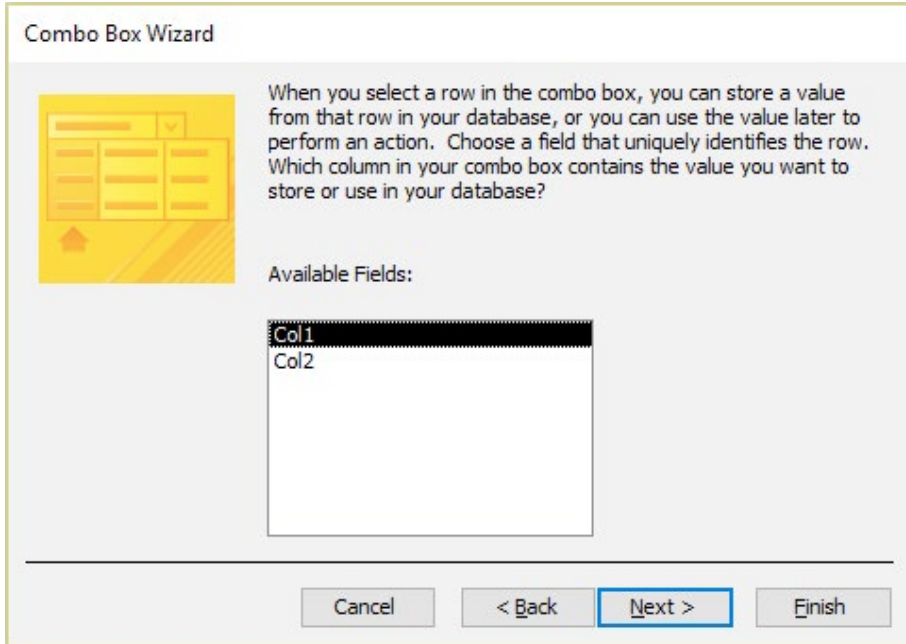 Combo Box Wizard
When you select a row in the combo box, you can store a value
from that row in your database, or you can use the value later to
perform an action.  Choose a field that uniquely identifies the row.
Which column in your combo box contains the value you want to
store or use in your database?
Available Fields:
Col1
Col2
Cancel
< Back
Next >
Finish